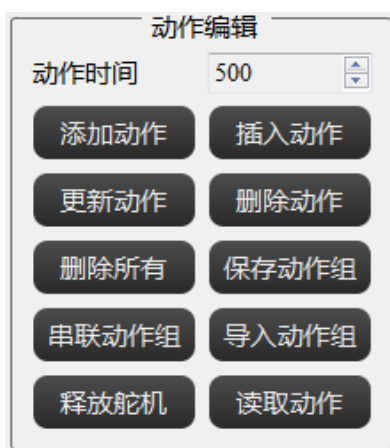 动作编辑
动作时间 500
添加动作 插入动作
更新动作 删除动作
删除所有 保存动作组
串联动作组 导入动作组
释放舵机 读取动作